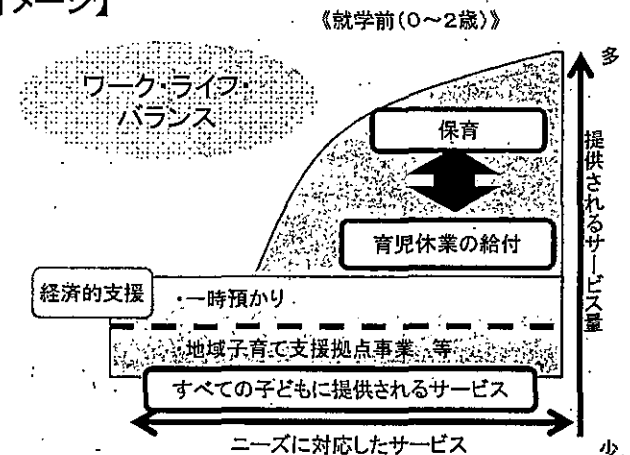 イメージ】
《就学前(0～2歳)》
ワーク・ライフ・
バランス
多
保育
提供されるサービス量
育児休業の給付
経済的支援
・一時預かり
地域子育て支援拠点事業 等
すべての子どもに提供されるサービス
ニーズに対応したサービス
少